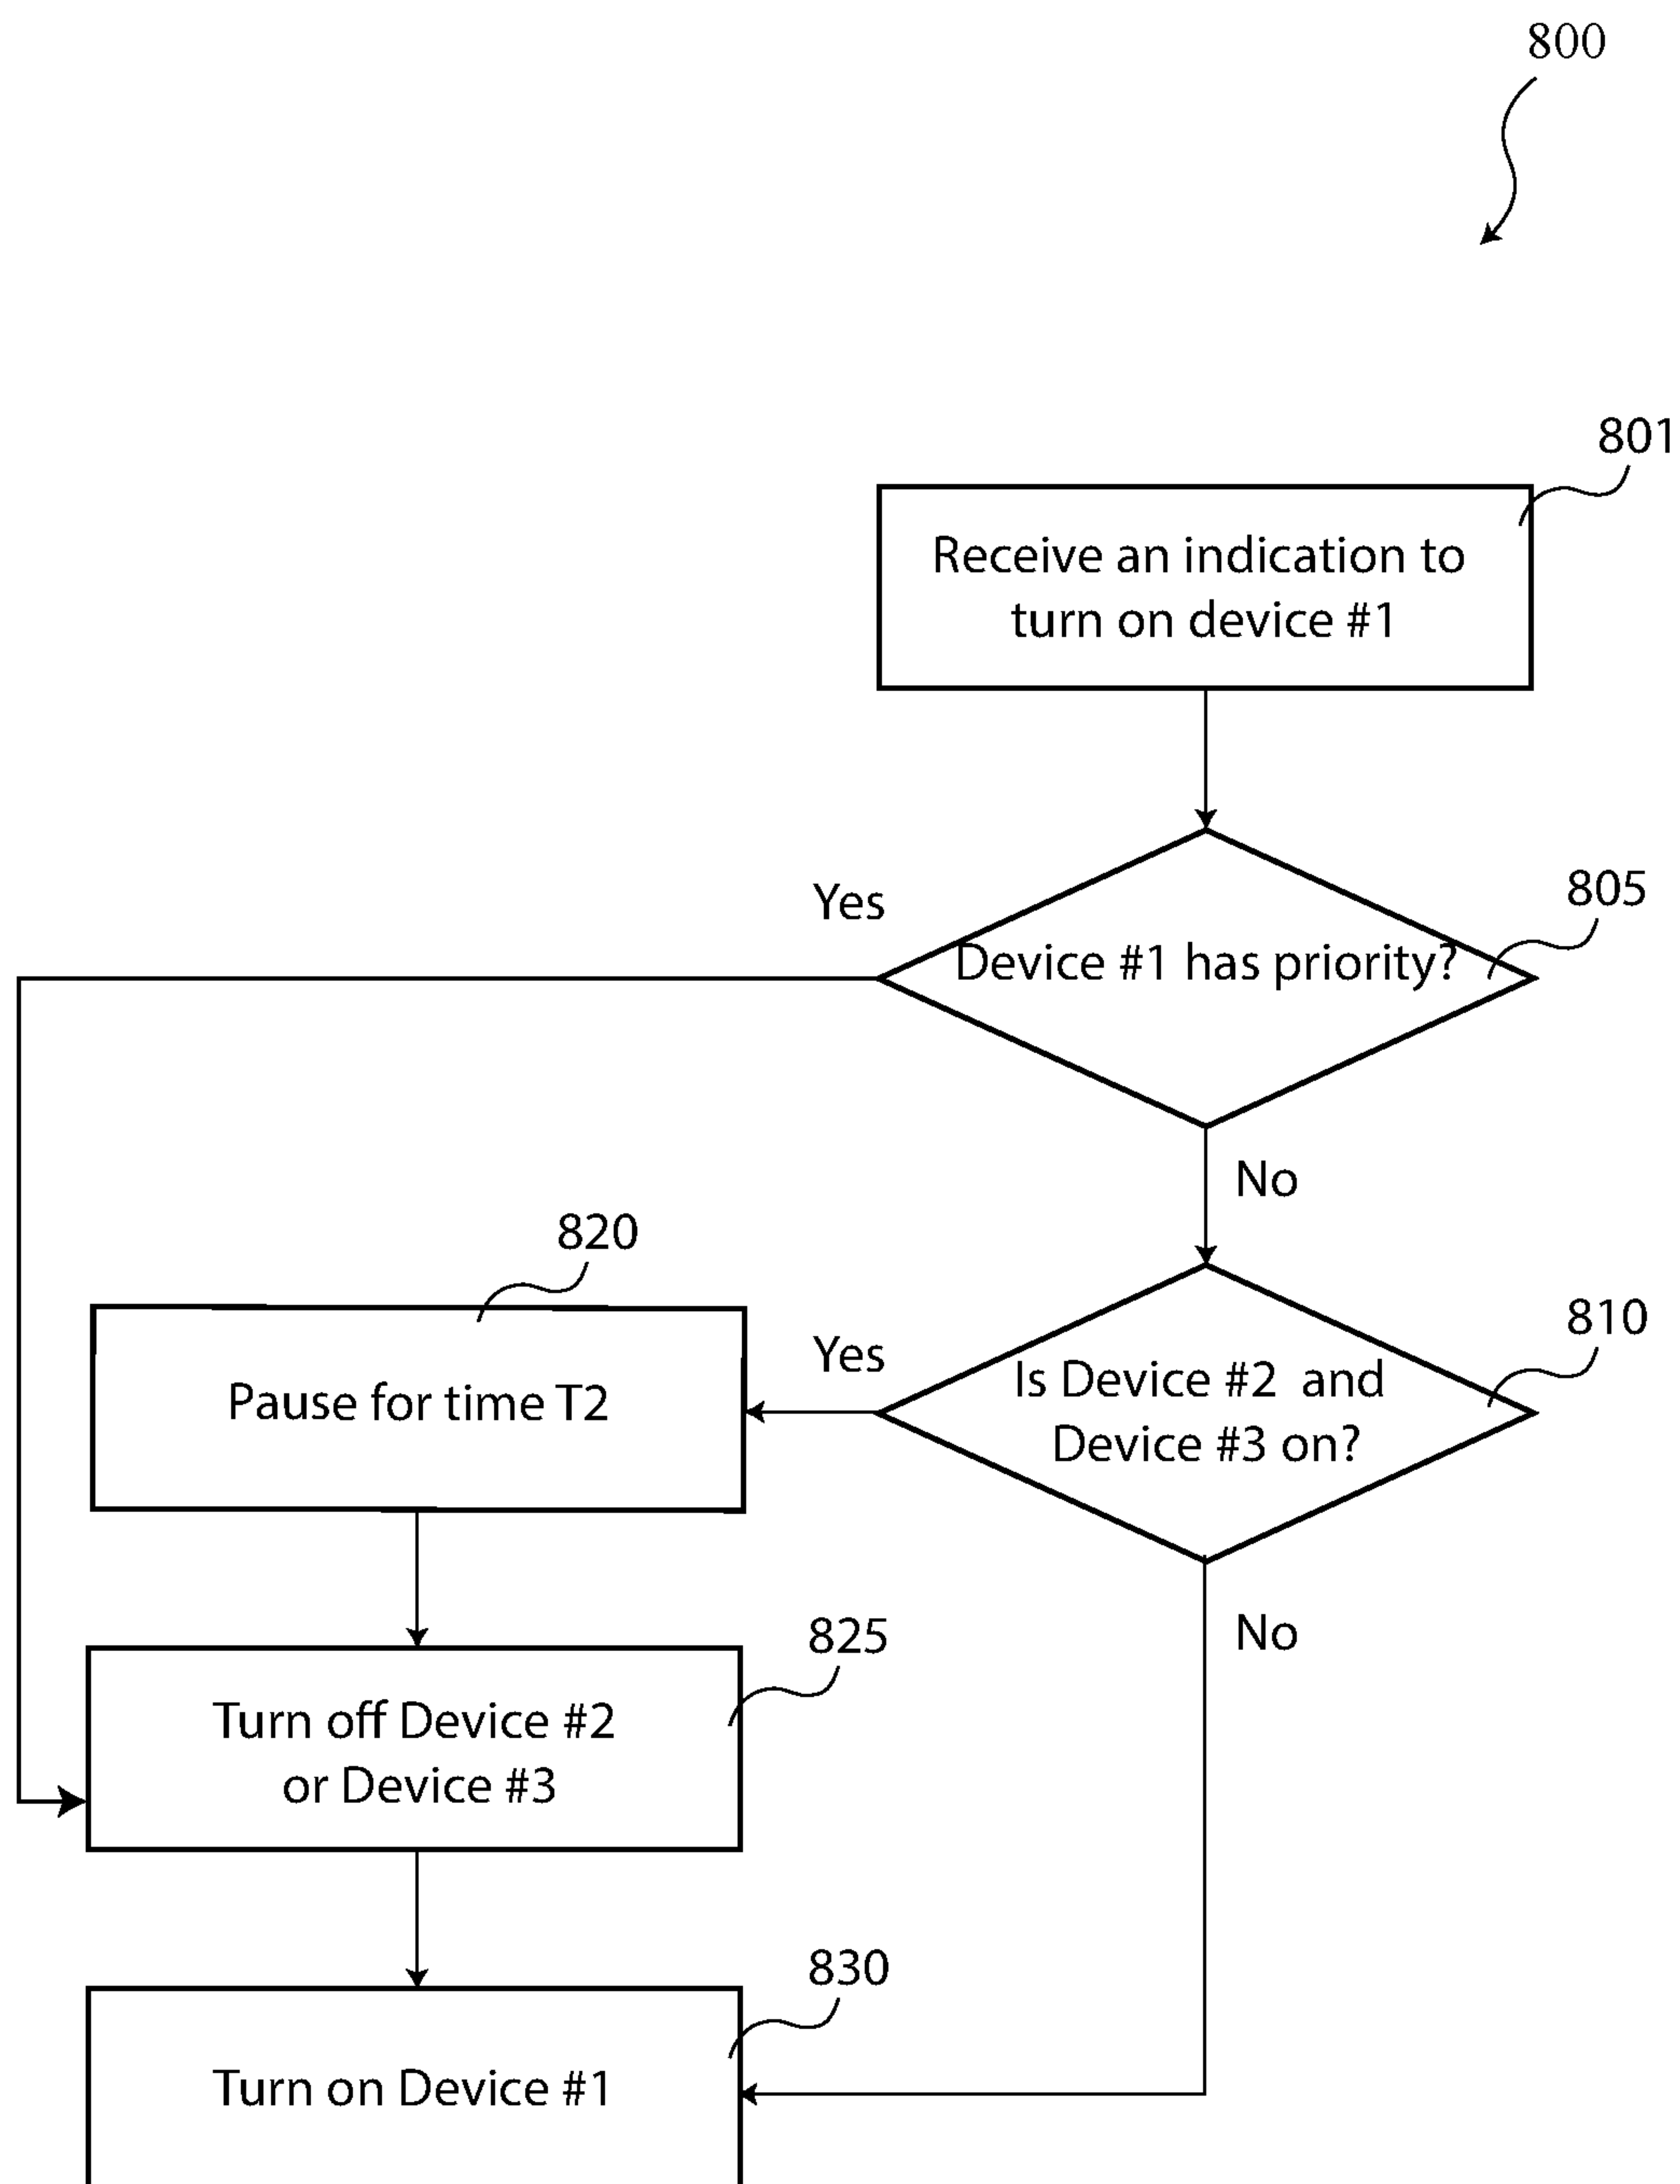 800
801
Receive an indication to
turn on device #1
Yes
805
Device #1 has priority?
No
820
810
Yes
Pause for time T2
Is Device #2 and
Device #3 on?
825
No
Turn off Device #2
or Device #3
830
Turn on Device #1